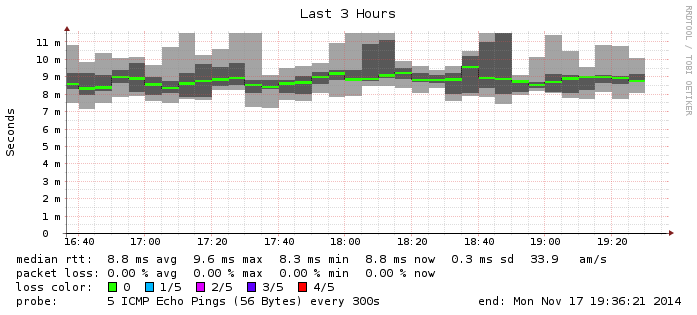 Last 3 Hours
RRDTOOL / TOBI OETIKER
Seconds
11 m
10 m
9 m
8 m
7 m
6 m
5 m
4 m
3 m
2 m
1 m
0
16:40 17:00 17:20 17:40 18:00 18:20 18:40 19:00 19:20
median rtt: 8.8 ms avg 9.6 ms max 8.3 ms min 8.8 ms now 0.3 ms sd 33.9 am/s
packet loss: 0.00 % avg 0.00 % max 0.00 % min 0.00 % now
loss color: 0 1/5 2/5 3/5 4/5
probe: 5 ICMP Echo Pings (56 Bytes) every 300s end: Mon Nov 17 19:36:21 2014